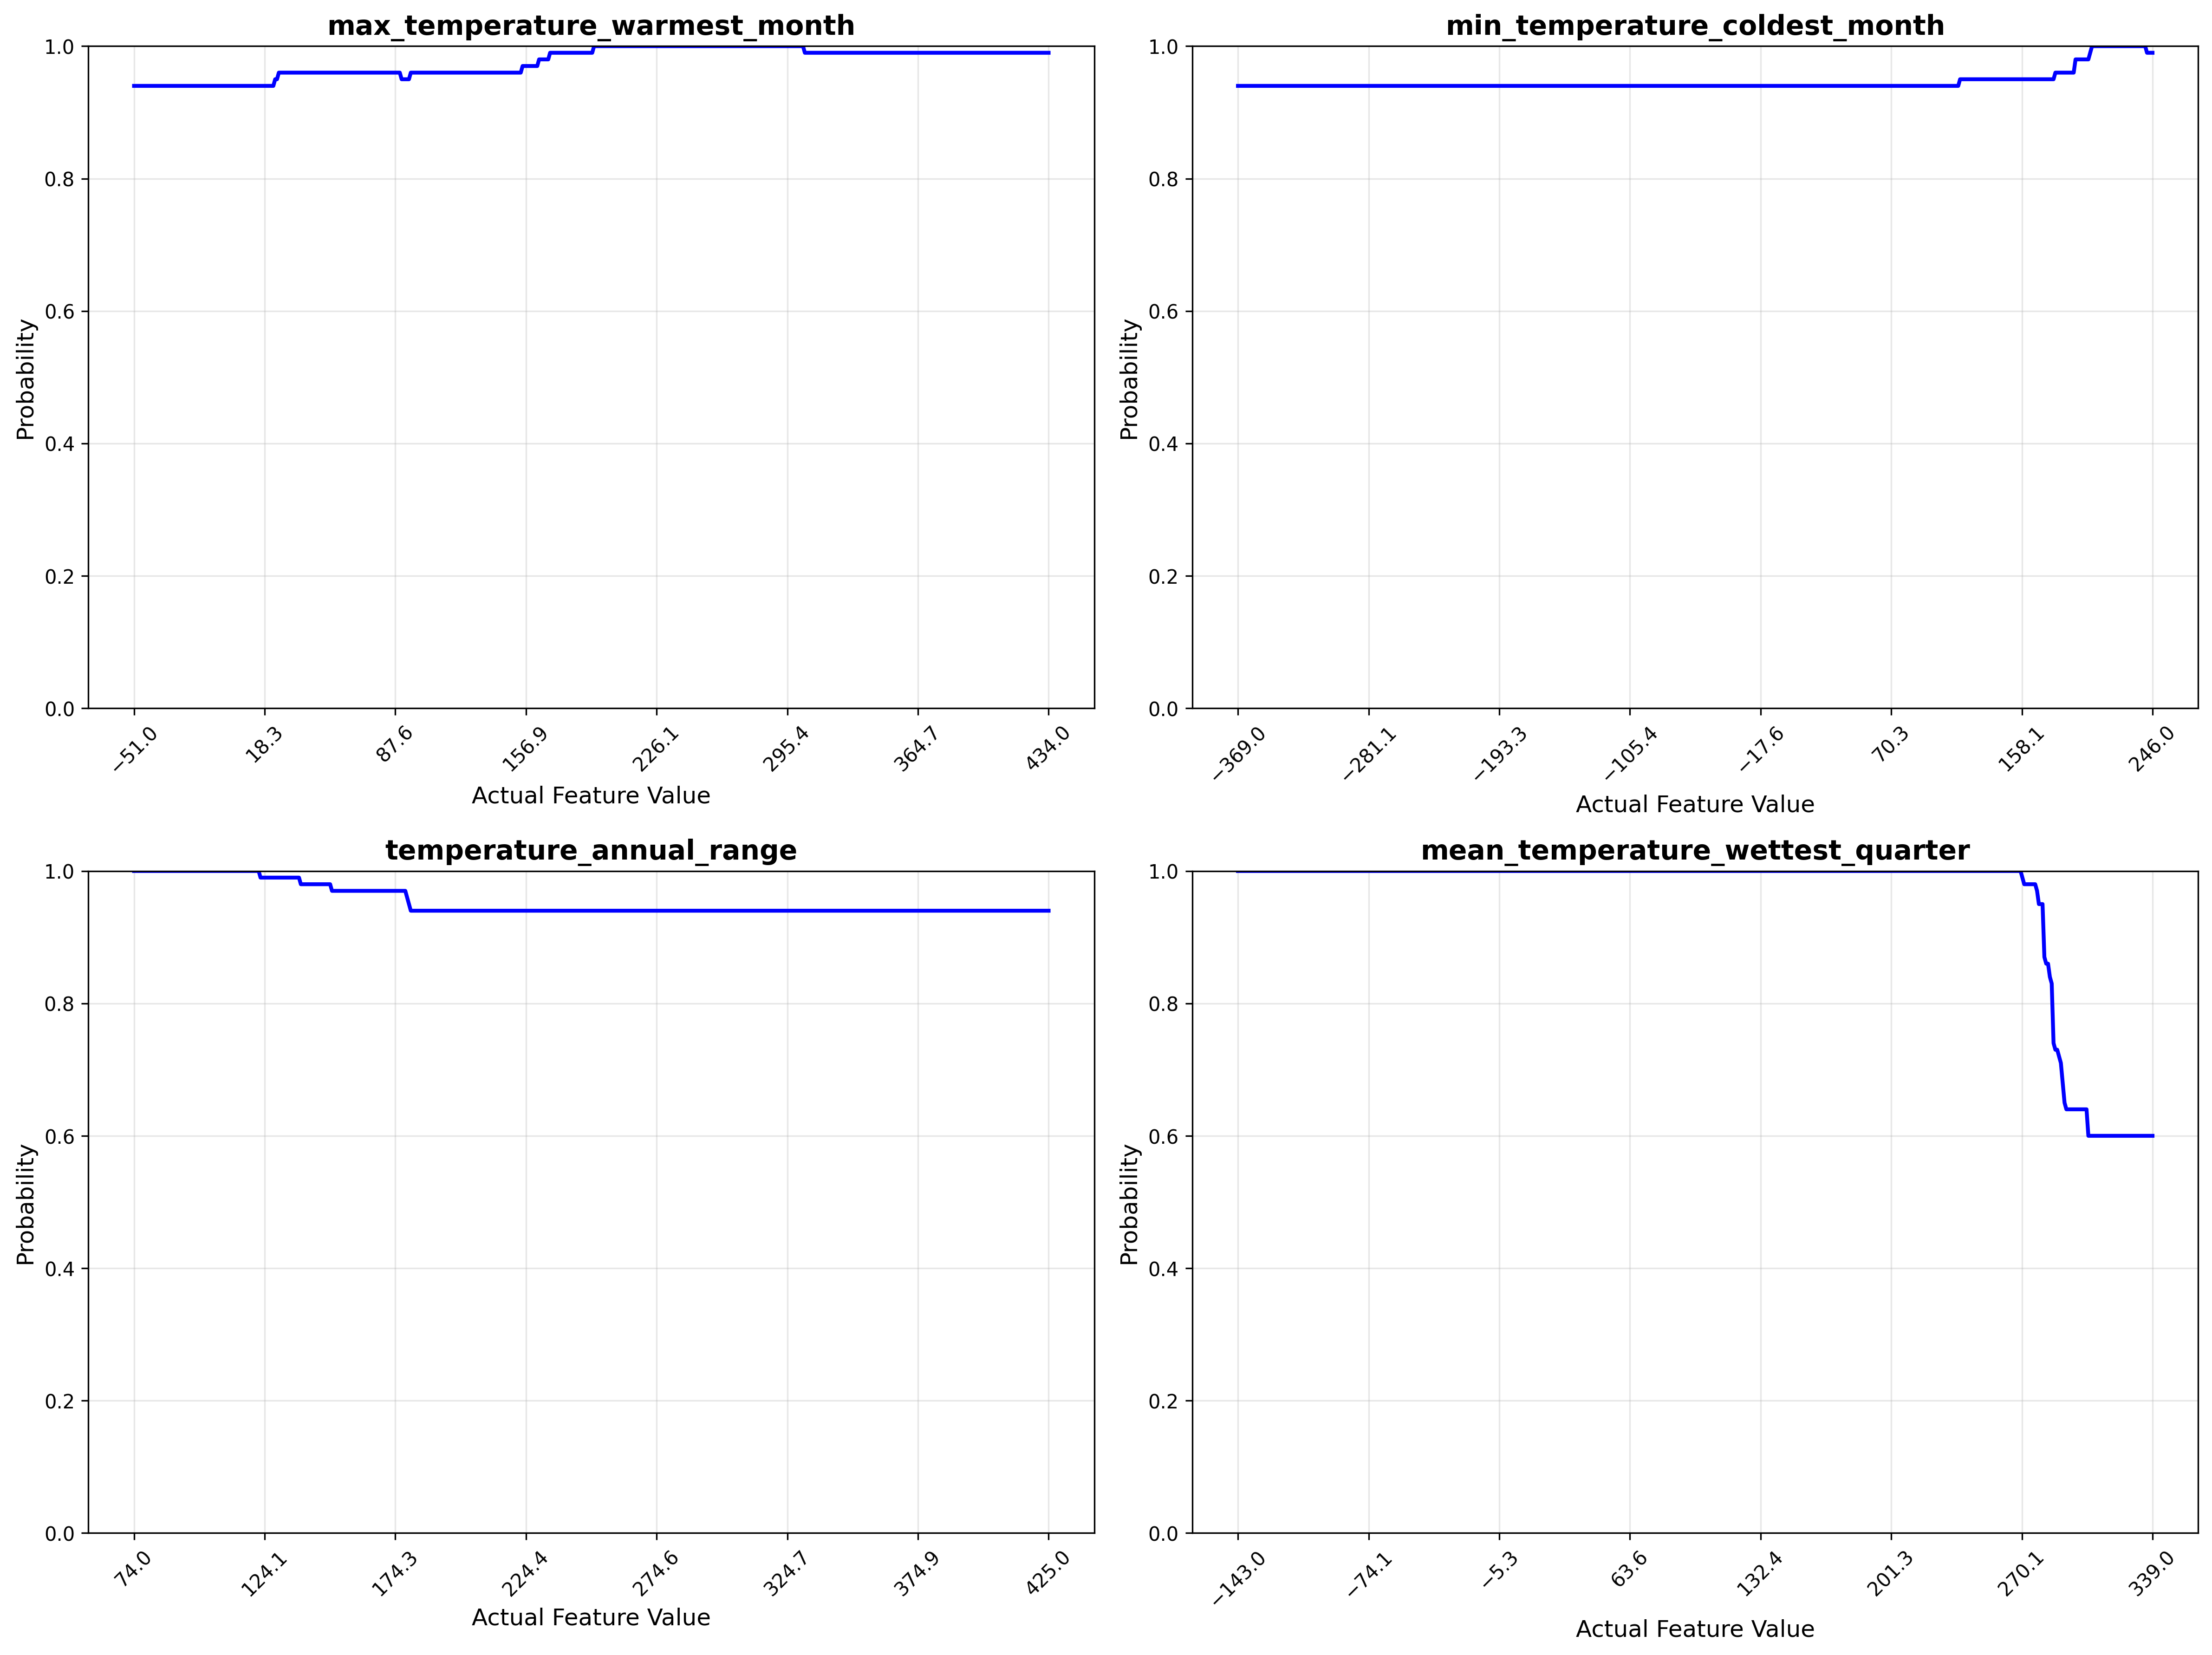 max_temperature_warmest_month
1.0
0.8
0.6
0.4
0.2
0.0
Probability
−51.0 18.3 87.6 156.9 226.1 295.4 364.7 434.0
Actual Feature Value
min_temperature_coldest_month
1.0
0.8
0.6
0.4
0.2
0.0
Probability
−369.0 −281.1 −193.3 −105.4 −17.6 70.3 158.1 246.0
Actual Feature Value
temperature_annual_range
1.0
0.8
0.6
0.4
0.2
0.0
Probability
74.0 124.1 174.3 224.4 274.6 324.7 374.9 425.0
Actual Feature Value
mean_temperature_wettest_quarter
1.0
0.8
0.6
0.4
0.2
0.0
Probability
−143.0 −74.1 −5.3 63.6 132.4 201.3 270.1 339.0
Actual Feature Value